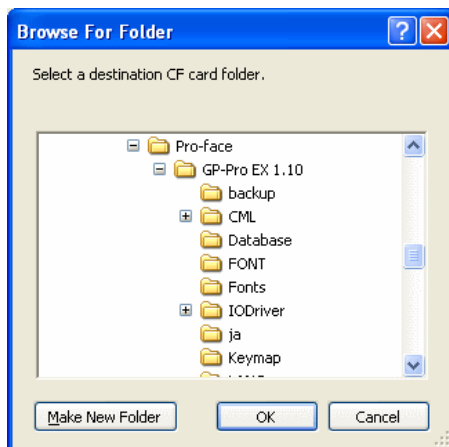 Browse For Folder
Select a destination CF card folder.
Pro-face
GP-Pro EX 1.10
backup
CML
Database
FONT
Fonts
IODriver
ja
Keymap
Make New Folder
OK
Cancel